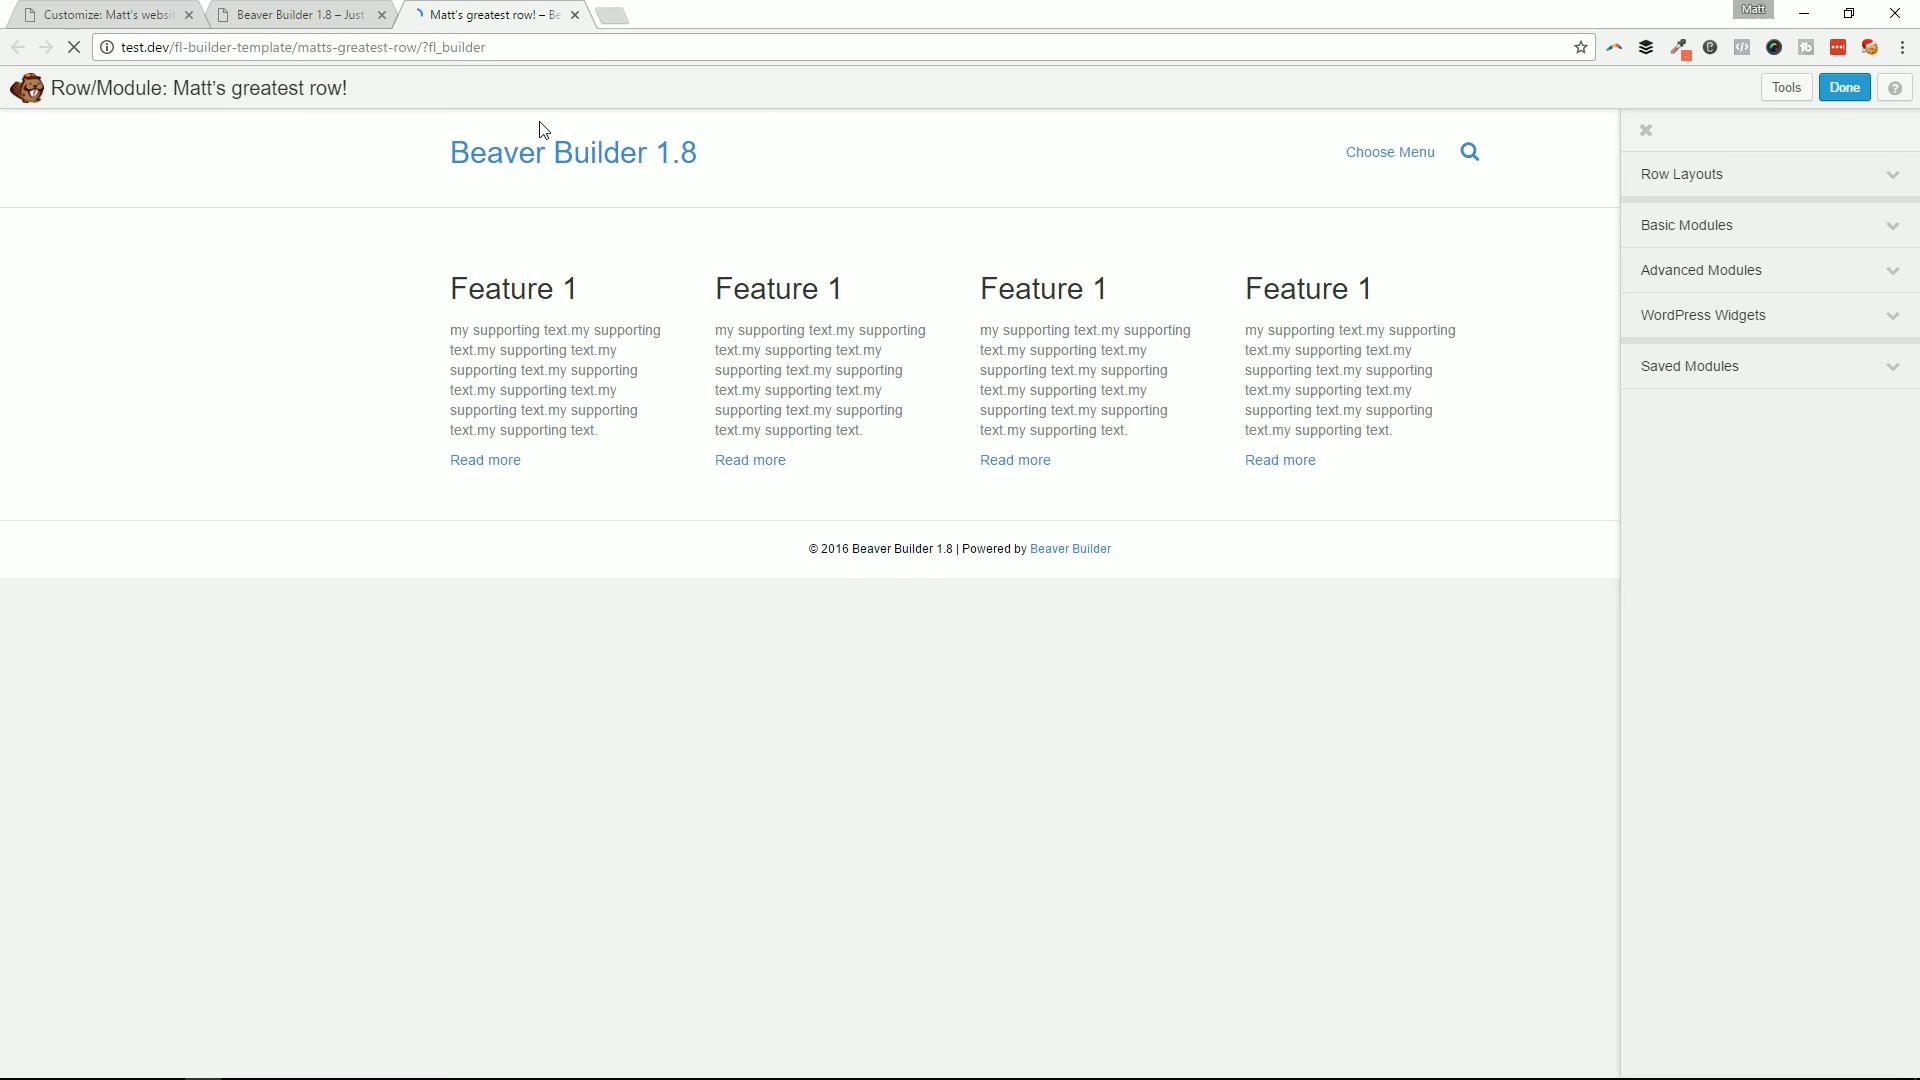 Customize: Matt's websit
Beaver Builder 1.8 – Just
Matt's greatest row! – Be
Matt
test.dev/fl-builder-template/matts-greatest-row/?fl_builder
Row/Module: Matt's greatest row!
Tools
Done
?
Beaver Builder 1.8
Choose Menu
Row Layouts
Basic Modules
Advanced Modules
WordPress Widgets
Saved Modules
Feature 1
my supporting text.my supporting
text.my supporting text.my
supporting text.my supporting
text.my supporting text.my
supporting text.my supporting
text.my supporting text.
Read more
Feature 1
my supporting text.my supporting
text.my supporting text.my
supporting text.my supporting
text.my supporting text.my
supporting text.my supporting
text.my supporting text.
Read more
Feature 1
my supporting text.my supporting
text.my supporting text.my
supporting text.my supporting
text.my supporting text.my
supporting text.my supporting
text.my supporting text.
Read more
Feature 1
my supporting text.my supporting
text.my supporting text.my
supporting text.my supporting
text.my supporting text.my
supporting text.my supporting
text.my supporting text.
Read more
© 2016 Beaver Builder 1.8 | Powered by Beaver Builder